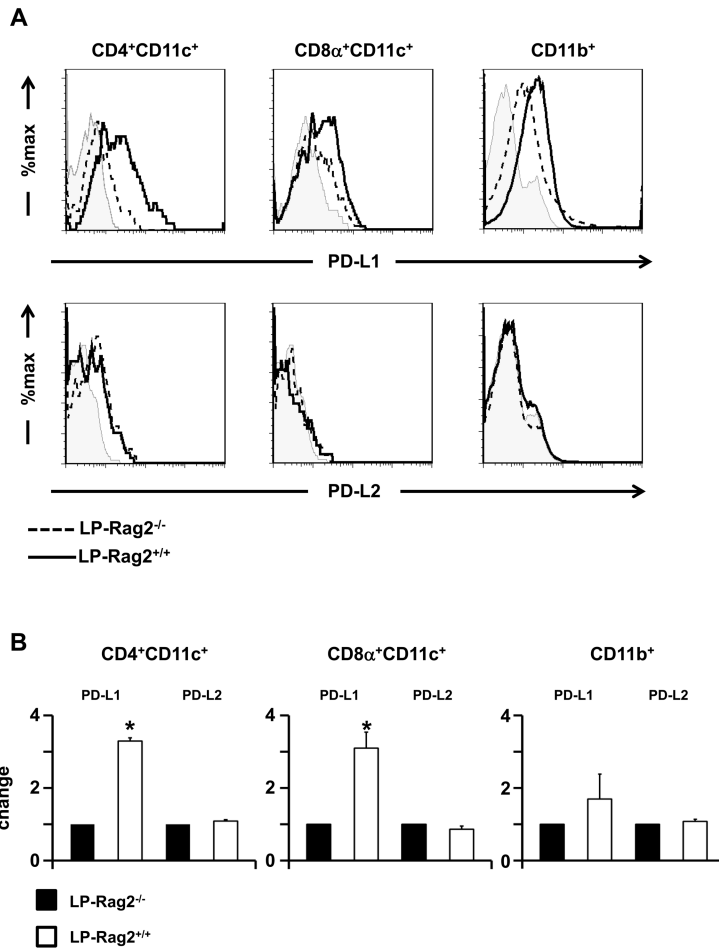 A
CD4⁺CD11c⁺ CD8α⁺CD11c⁺ CD11b⁺
%max
PD-L1
%max
PD-L2
LP-Rag2⁻/⁻
LP-Rag2⁺/⁺
B
CD4⁺CD11c⁺ CD8α⁺CD11c⁺ CD11b⁺
PD-L1 PD-L2 PD-L1 PD-L2 PD-L1 PD-L2
4 4 4
* *
2 2 2
change
0 0 0
LP-Rag2⁻/⁻
LP-Rag2⁺/⁺